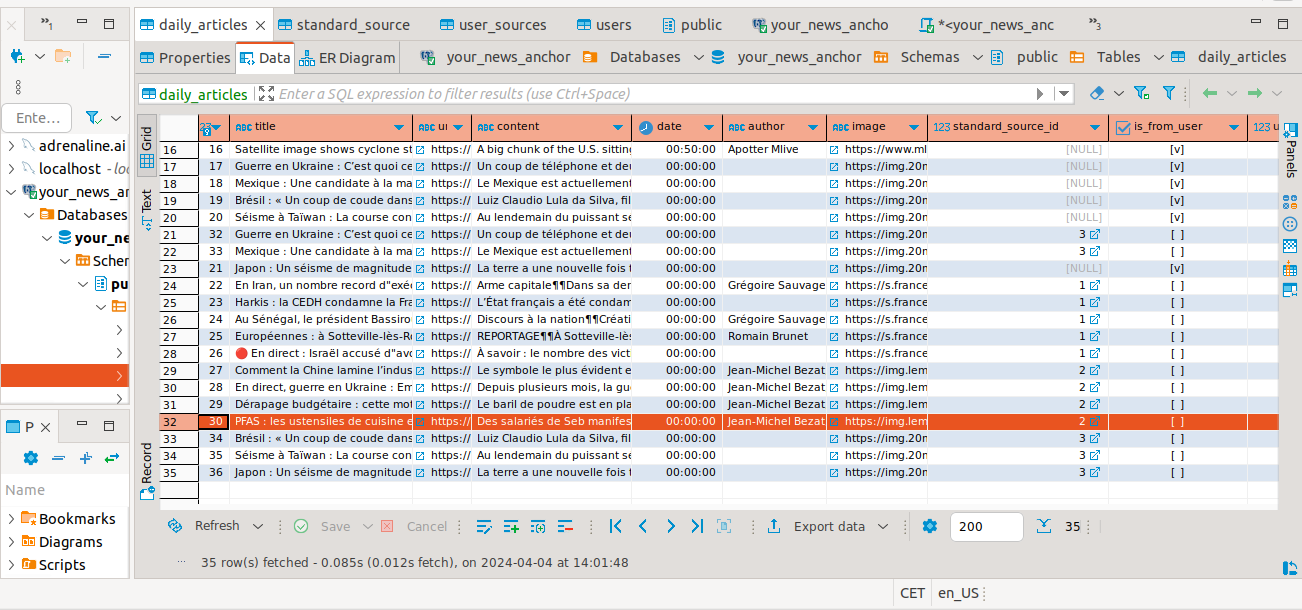 »1
daily_articles
standard_source
user_sources
users
public
your_news_ancho
*<your_news_anc
»3
Properties
Data
ER Diagram
your_news_anchor
Databases
your_news_anchor
Schemas
public
Tables
daily_articles
Ente...
daily_articles
Enter a SQL expression to filter results (use Ctrl+Space)
adrenaline.ai
localhost - loc
your_news_ar
Databases
your_ne
Scher
pu
Grid
Text
Record
Panels
123 ABC title ABC ur ABC content date ABC author ABC image 123 standard_source_id is_from_user 123 u
16 16 Satellite image shows cyclone st https:// A big chunk of the U.S. sitting 00:50:00 Apotter Mlive https://www.ml [NULL] [v]
17 17 Guerre en Ukraine : C’est quoi ce https:// Un coup de téléphone et deu 00:00:00 https://img.20n [NULL] [v]
18 18 Mexique : Une candidate à la ma https:// Le Mexique est actuellement 00:00:00 https://img.20n [NULL] [v]
19 19 Brésil : « Un coup de coude dans https:// Luiz Claudio Lula da Silva, fil 00:00:00 https://img.20n [NULL] [v]
20 20 Séisme à Taïwan : La course con https:// Au lendemain du puissant se 00:00:00 https://img.20n [NULL] [v]
21 32 Guerre en Ukraine : C’est quoi ce https:// Un coup de téléphone et deu 00:00:00 https://img.20n 3 [ ]
22 33 Mexique : Une candidate à la ma https:// Le Mexique est actuellement 00:00:00 https://img.20n 3 [ ]
23 21 Japon : Un séisme de magnitude https:// La terre a une nouvelle fois t 00:00:00 https://img.20n [NULL] [v]
24 22 En Iran, un nombre record d"exé https:// Arme capitale¶¶Dans sa der 00:00:00 Grégoire Sauvage https://s.france 1 [ ]
25 23 Harkis : la CEDH condamne la Fra https:// L’État français a été condam 00:00:00 https://s.france 1 [ ]
26 24 Au Sénégal, le président Bassiro https:// Discours à la nation¶¶Créati 00:00:00 Grégoire Sauvage https://s.france 1 [ ]
27 25 Européennes : à Sotteville-lès-R https:// REPORTAGE¶¶À Sotteville-lès 00:00:00 Romain Brunet https://s.france 1 [ ]
28 26 🔴 En direct : Israël accusé d"avc https:// À savoir : le nombre des vict 00:00:00 https://s.france 1 [ ]
29 27 Comment la Chine lamine l’indus https:// Le symbole le plus évident e 00:00:00 Jean-Michel Bezat https://img.lem 2 [ ]
30 28 En direct, guerre en Ukraine : Em https:// Depuis plusieurs mois, la gu 00:00:00 Jean-Michel Bezat https://img.lem 2 [ ]
31 29 Dérapage budgétaire : cette mot https:// Le baril de poudre est en pla 00:00:00 Jean-Michel Bezat https://img.lem 2 [ ]
32 30 PFAS : les ustensiles de cuisine e https:// Des salariés de Seb manifes 00:00:00 Jean-Michel Bezat https://img.lem 2 [ ]
33 34 Brésil : « Un coup de coude dans https:// Luiz Claudio Lula da Silva, fil 00:00:00 https://img.20n 3 [ ]
34 35 Séisme à Taïwan : La course con https:// Au lendemain du puissant se 00:00:00 https://img.20n 3 [ ]
35 36 Japon : Un séisme de magnitude https:// La terre a une nouvelle fois t 00:00:00 https://img.20n 3 [ ]
P
Name
Bookmarks
Diagrams
Scripts
Refresh
Save
Cancel
Export data
200
35
35 row(s) fetched - 0.085s (0.012s fetch), on 2024-04-04 at 14:01:48
CET
en_US